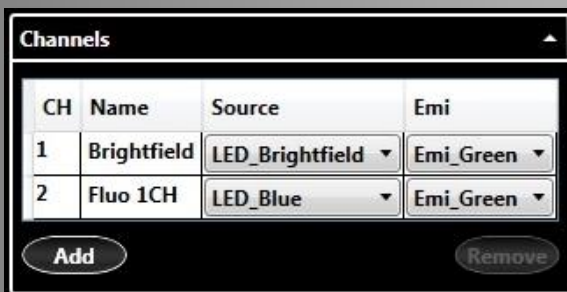 Channels
CH Name Source Emi
1 Brightfield LED_Brightfield Emi_Green
2 Fluo 1CH LED_Blue Emi_Green
Add Remove